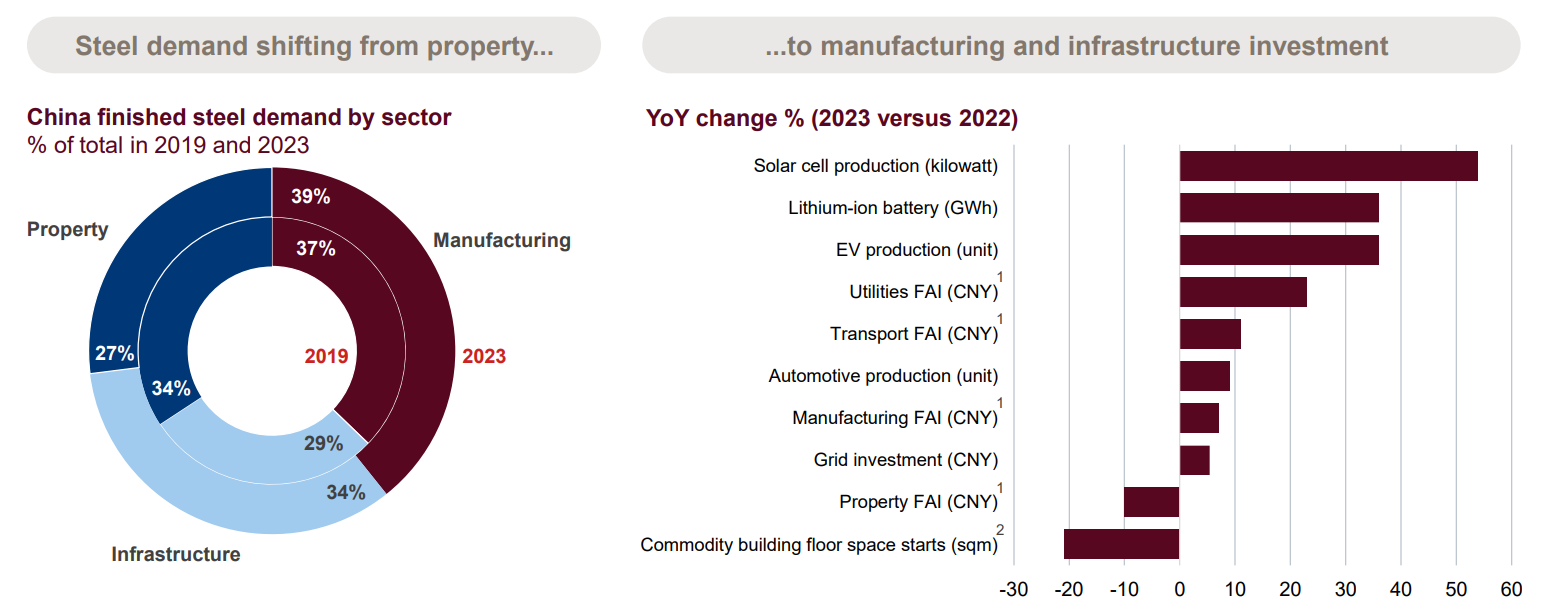 Steel demand shifting from property...
...to manufacturing and infrastructure investment
China finished steel demand by sector
% of total in 2019 and 2023
39%
Property
Manufacturing
37%
27%
2019
2023
34%
29%
34%
Infrastructure
YoY change % (2023 versus 2022)
Solar cell production (kilowatt)
Lithium-ion battery (GWh)
EV production (unit)
Utilities FAI (CNY)1
Transport FAI (CNY)1
Automotive production (unit)
Manufacturing FAI (CNY)1
Grid investment (CNY)
Property FAI (CNY)1
Commodity building floor space starts (sqm)2
-30 -20 -10 0 10 20 30 40 50 60